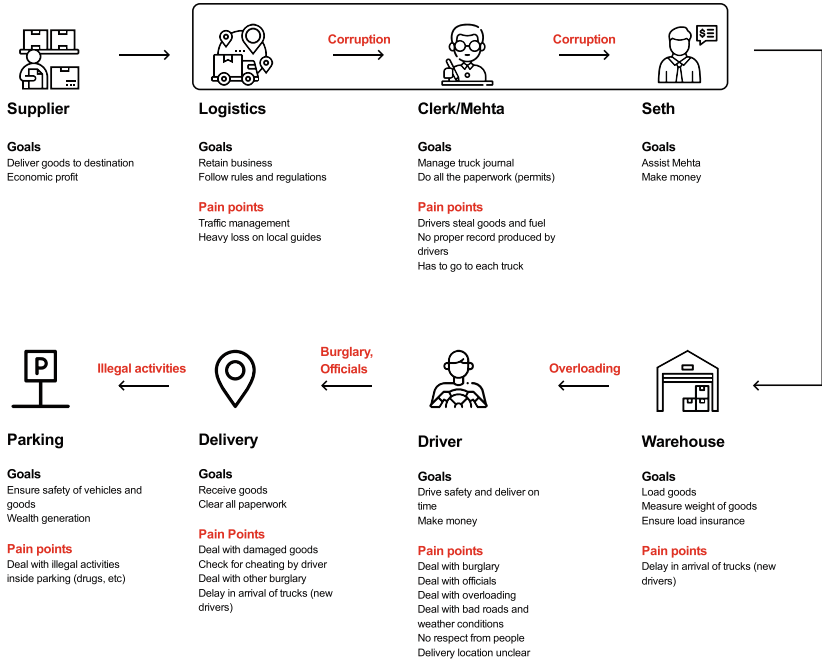 Corruption
Corruption
$
Supplier
Goals
Deliver goods to destination
Economic profit
Logistics
Goals
Retain business
Follow rules and regulations
Pain points
Traffic management
Heavy loss on local guides
Clerk/Mehta
Goals
Manage truck journal
Do all the paperwork (permits)
Pain points
Drivers steal goods and fuel
No proper record produced by
drivers
Has to go to each truck
Seth
Goals
Assist Mehta
Make money
P
Illegal activities
Burglary,
Officials
Overloading
Parking
Goals
Ensure safety of vehicles and
goods
Wealth generation
Pain points
Deal with illegal activities
inside parking (drugs, etc)
Delivery
Goals
Receive goods
Clear all paperwork
Pain Points
Deal with damaged goods
Check for cheating by driver
Deal with other burglary
Delay in arrival of trucks (new
drivers)
Driver
Goals
Drive safety and deliver on
time
Make money
Pain points
Deal with burglary
Deal with officials
Deal with overloading
Deal with bad roads and
weather conditions
No respect from people
Delivery location unclear
Warehouse
Goals
Load goods
Measure weight of goods
Ensure load insurance
Pain points
Delay in arrival of trucks (new
drivers)